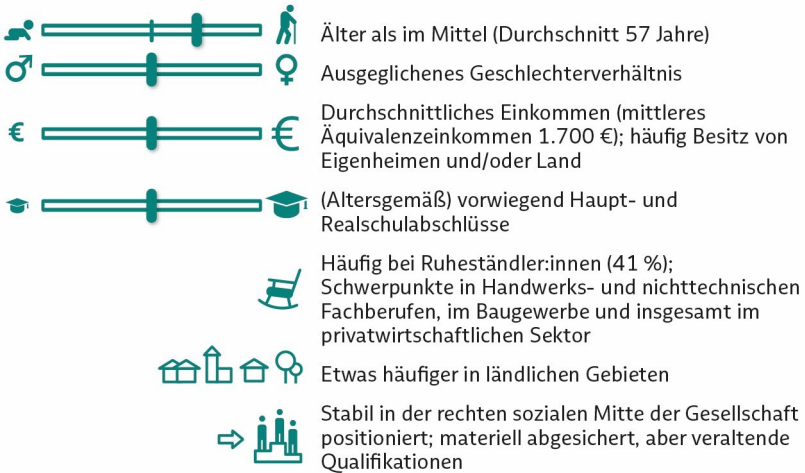 Älter als im Mittel (Durchschnitt 57 Jahre)
Ausgeglichenes Geschlechterverhältnis
Durchschnittliches Einkommen (mittleres
Äquivalenzeinkommen 1.700 €); häufig Besitz von
Eigenheimen und/oder Land
(Altersgemäß) vorwiegend Haupt- und
Realschulabschlüsse
Häufig bei Ruheständler:innen (41 %);
Schwerpunkte in Handwerks- und nichttechnischen
Fachberufen, im Baugewerbe und insgesamt im
privatwirtschaftlichen Sektor
Etwas häufiger in ländlichen Gebieten
Stabil in der rechten sozialen Mitte der Gesellschaft
positioniert; materiell abgesichert, aber veraltende
Qualifikationen